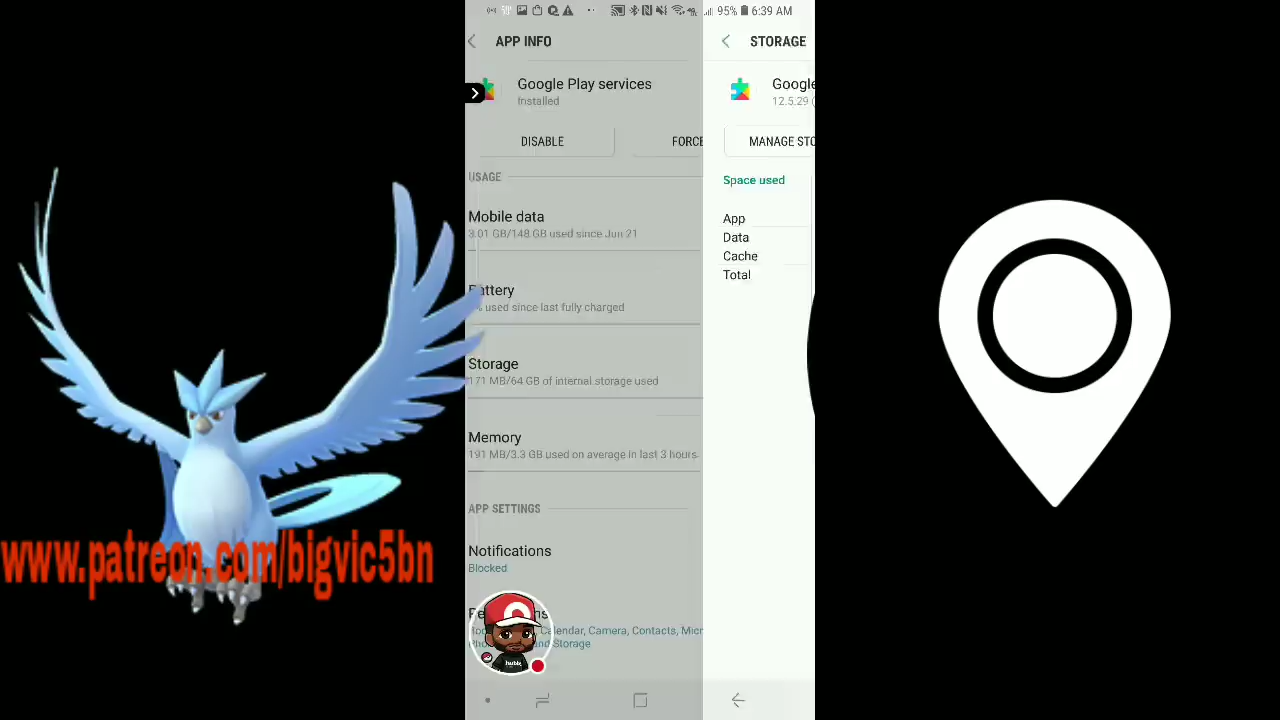 www.patreon.com/bigvic5bn
95% 6:39 AM
APP INFO
Google Play services
Installed
DISABLE
FORCE
USAGE
Mobile data
3.01 GB/148 GB used since Jun 21
Battery
% used since last fully charged
Storage
171 MB/64 GB of internal storage used
Memory
191 MB/3.3 GB used on average in last 3 hours.
APP SETTINGS
Notifications
Blocked
Calendar, Camera, Contacts, Micr
and Storage
STORAGE
Google
12.5.29 (
MANAGE STO
Space used
App
Data
Cache
Total